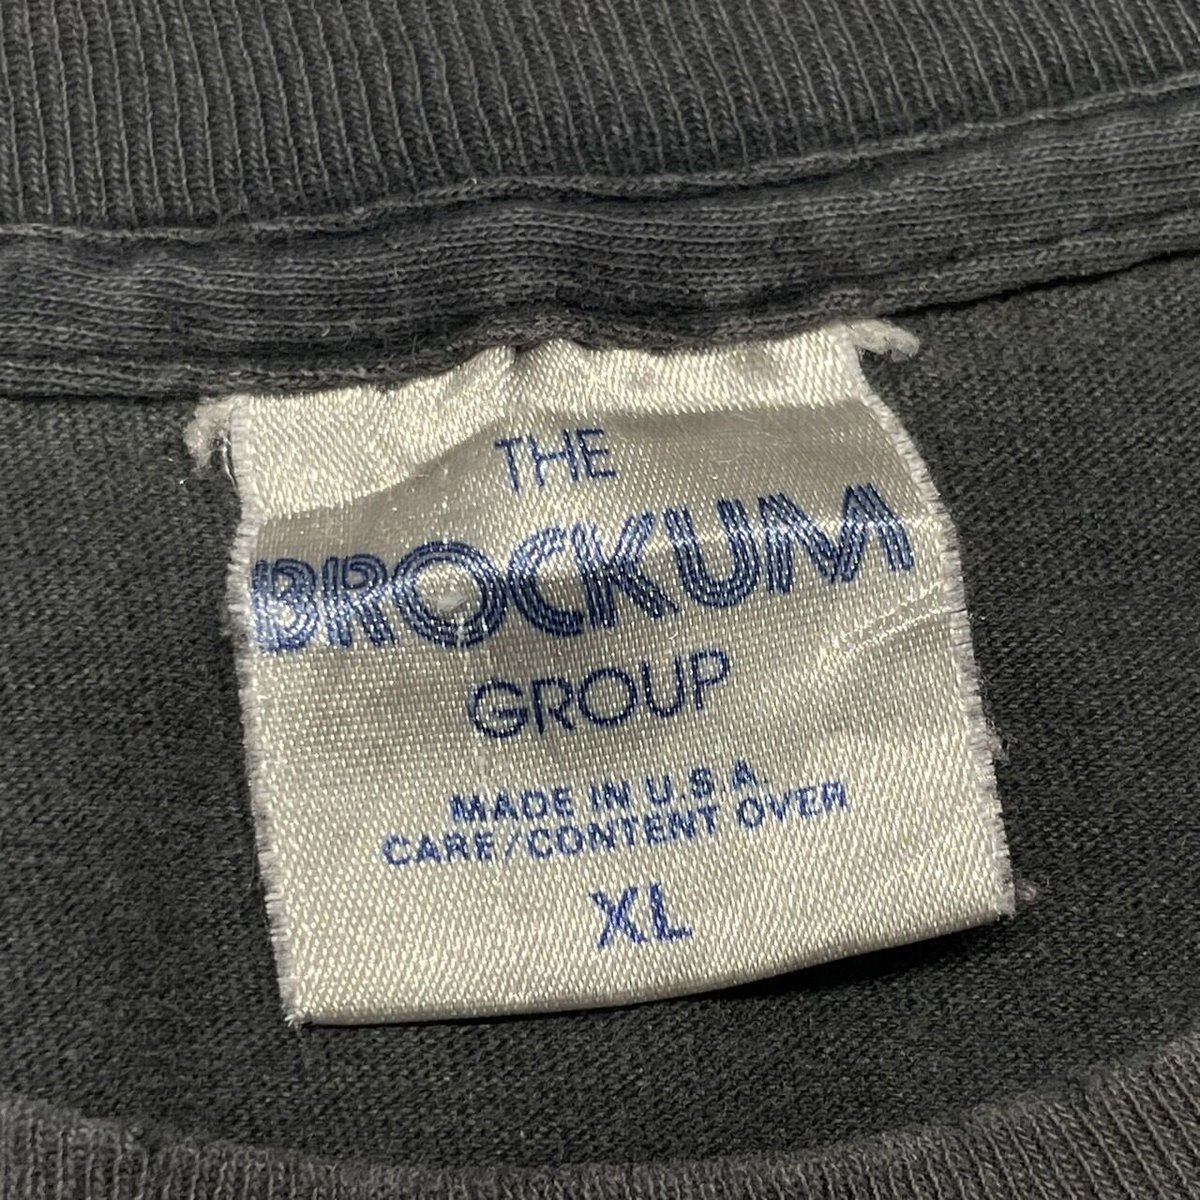 THE
BROCKUM
GROUP
MADE IN U.S.A.
CARE/CONTENT OVER
XL